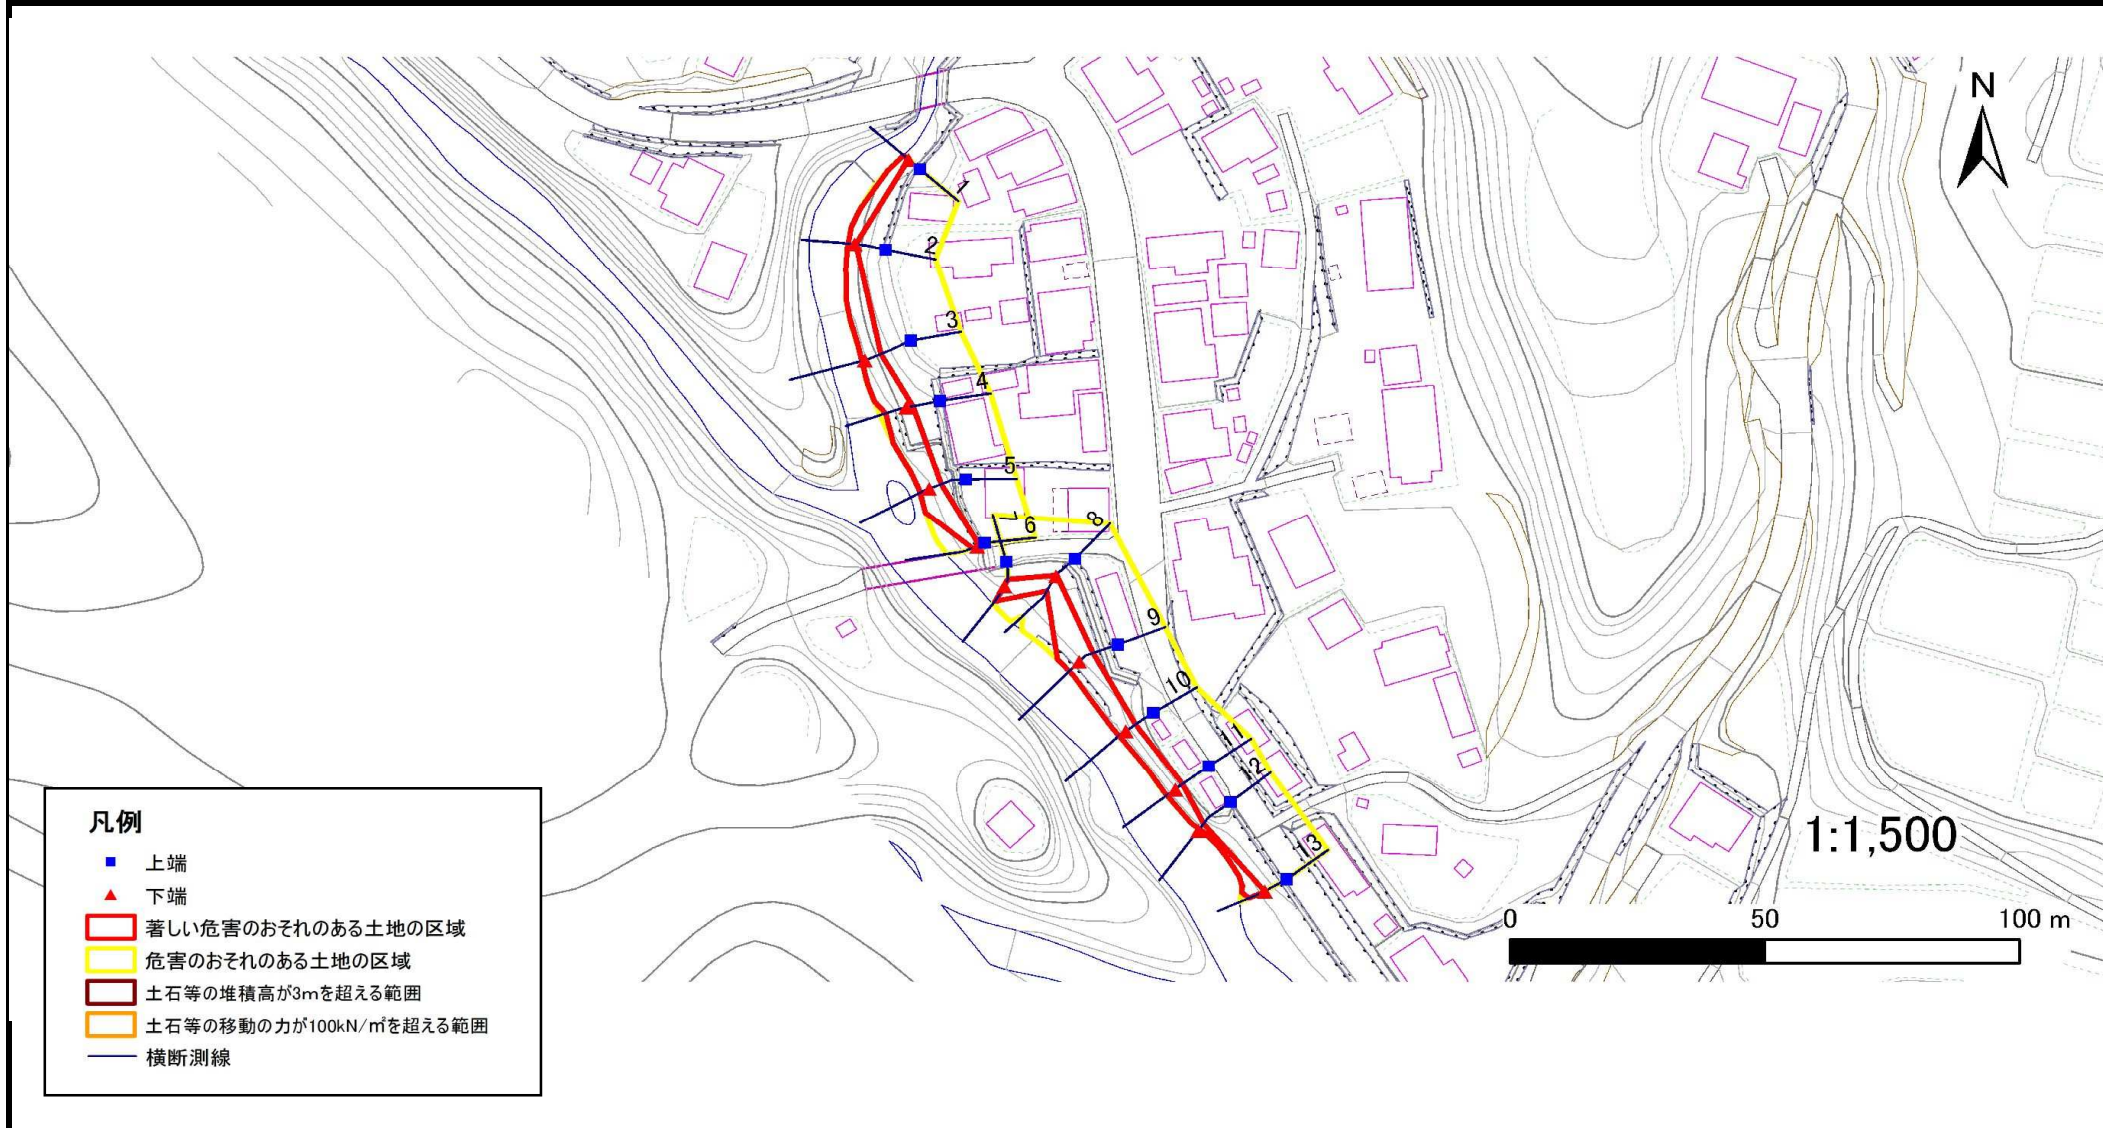 N
1
2
3
4
5
6
7
8
9
10
11
12
13
1:1,500
0 50 100 m
凡例
上端
下端
著しい危害のおそれのある土地の区域
危害のおそれのある土地の区域
土石等の堆積高が3mを超える範囲
土石等の移動の力が100kN/㎡を超える範囲
横断測線